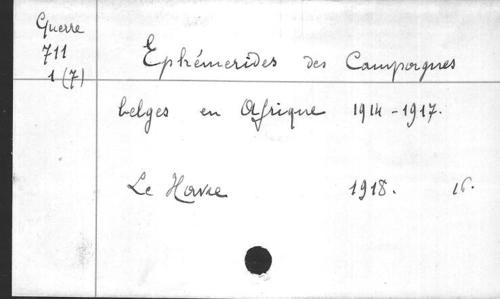 Guerre
711
1 (7)
Ephémerides des Campagnes
belges en Afrique 1914-1917.
Le Havre 1918. 16.